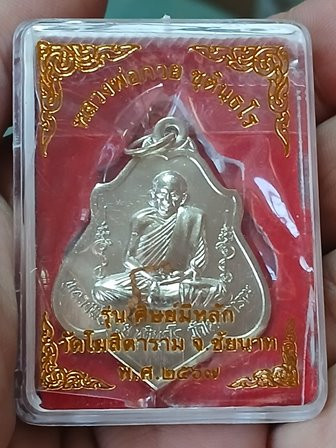 หลวงพ่อกวย ชุตินฺธโร
รุ่น ศิษย์มีหลัก
วัดโฆสิตาราม จ.ชัยนาท
พ.ศ.๒๕๖๗